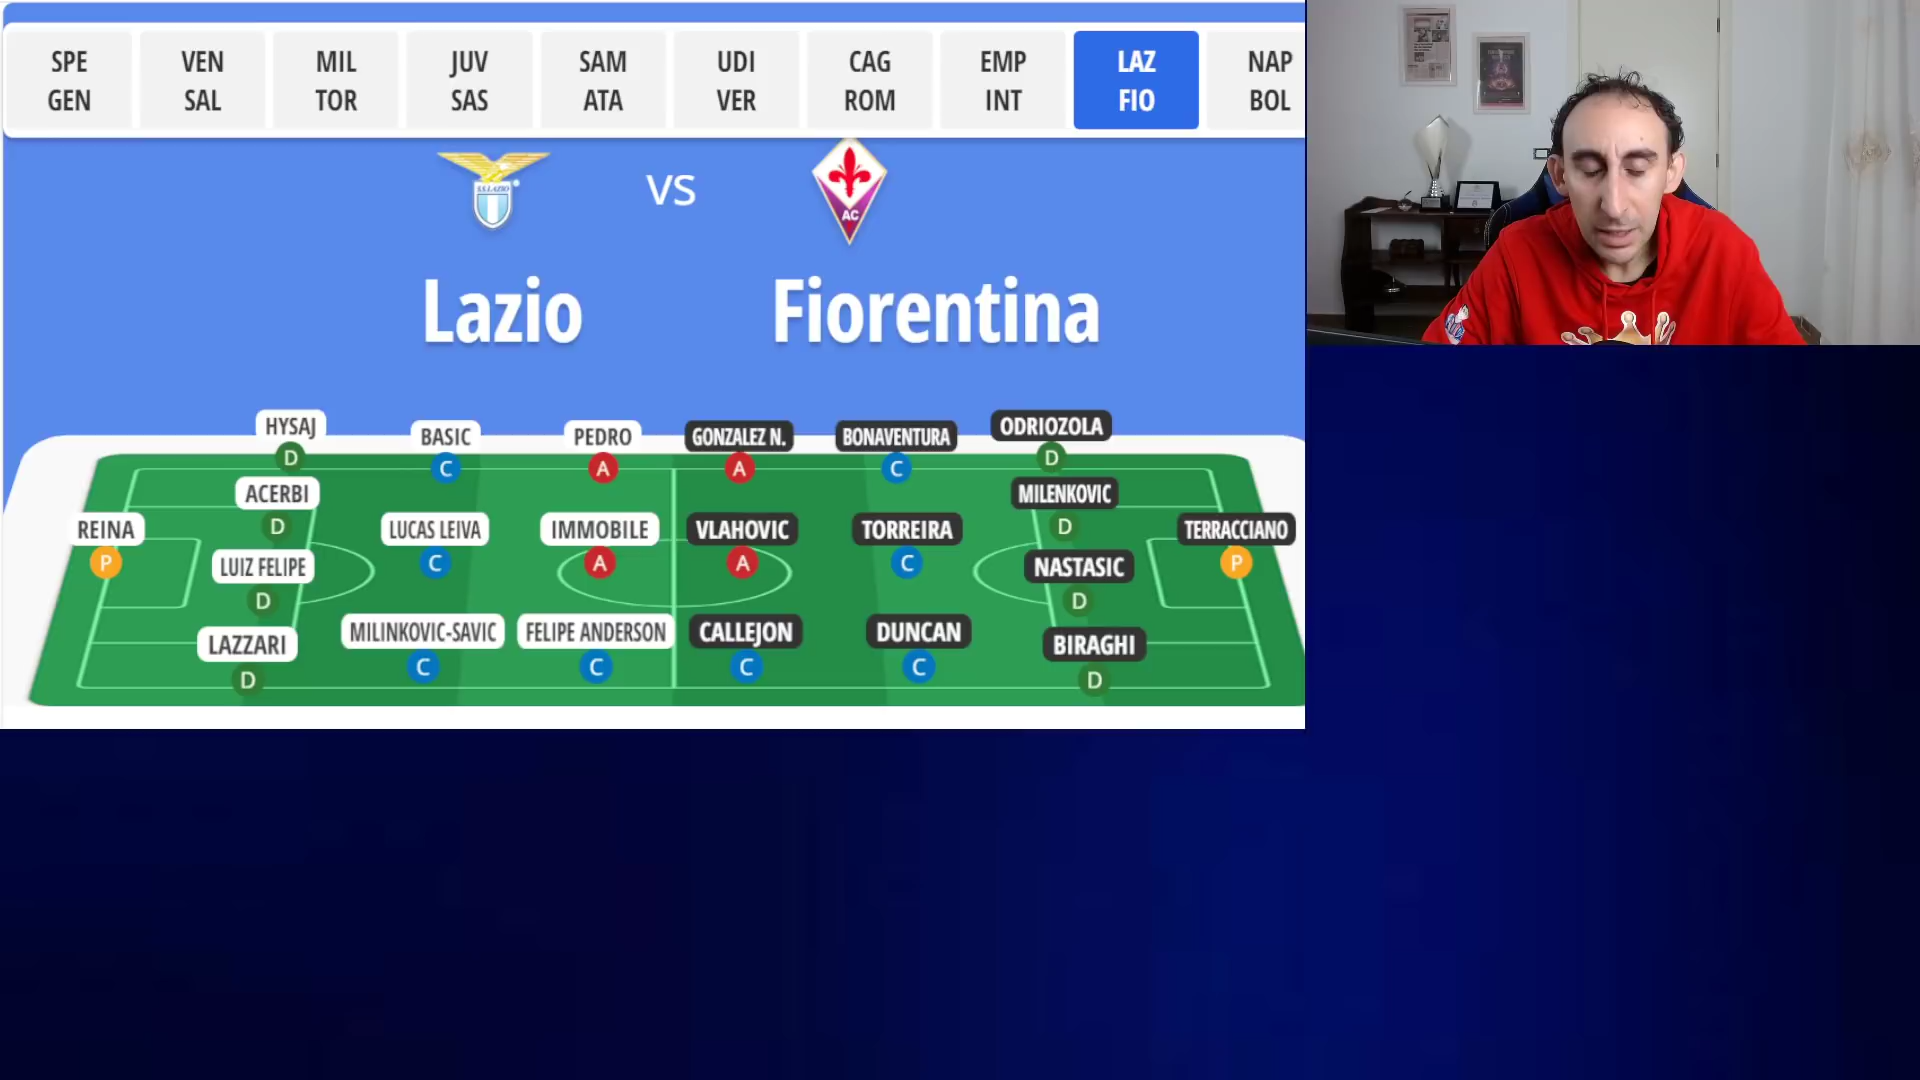 SPE
GEN
VEN
SAL
MIL
TOR
JUV
SAS
SAM
ATA
UDI
VER
CAG
ROM
EMP
INT
LAZ
FIO
NAP
BOL
S.S.LAZIO
VS
AC
Lazio
Fiorentina
HYSAJ
D
BASIC
C
PEDRO
A
GONZALEZ N.
A
BONAVENTURA
C
ODRIOZOLA
D
ACERBI
D
MILENKOVIC
D
REINA
P
LUCAS LEIVA
C
IMMOBILE
A
VLAHOVIC
A
TORREIRA
C
TERRACCIANO
P
LUIZ FELIPE
D
NASTASIC
D
LAZZARI
D
MILINKOVIC-SAVIC
C
FELIPE ANDERSON
C
CALLEJON
C
DUNCAN
C
BIRAGHI
D